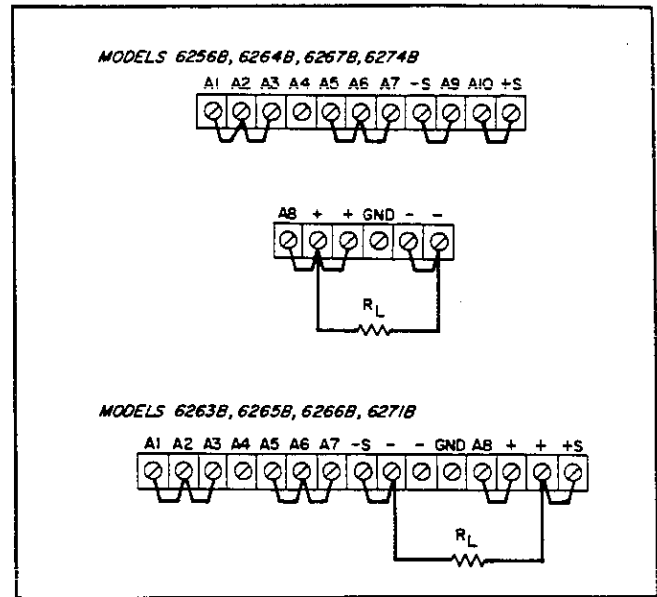 MODELS 6256B, 6264B, 6267B, 6274B
A1 A2 A3 A4 A5 A6 A7 -S A9 A10 +S
A8 + + GND - -
RL
MODELS 6263B, 6265B, 6266B, 6271B
A1 A2 A3 A4 A5 A6 A7 -S - - GND A8 + + +S
RL